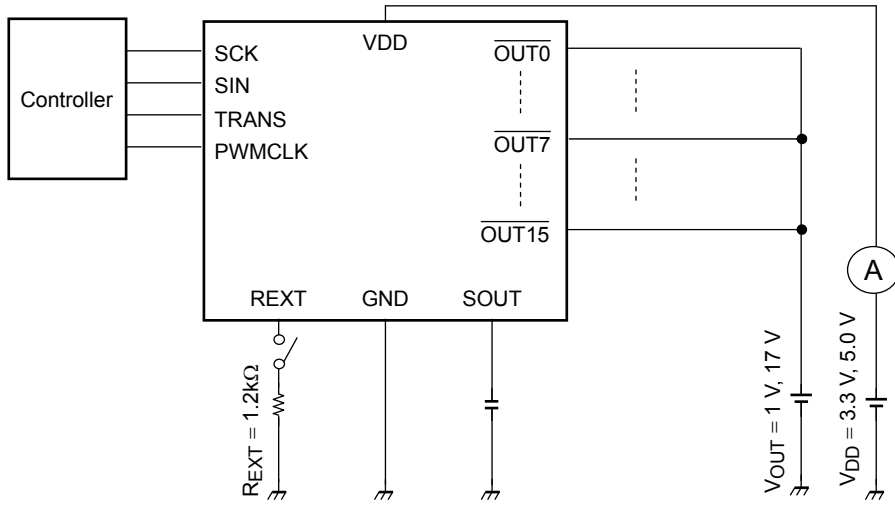 Controller
SCK
SIN
TRANS
PWMCLK
VDD
OUT0
OUT7
OUT15
REXT
GND
SOUT
A
REXT = 1.2kΩ
VOUT = 1 V, 17 V
VDD = 3.3 V, 5.0 V